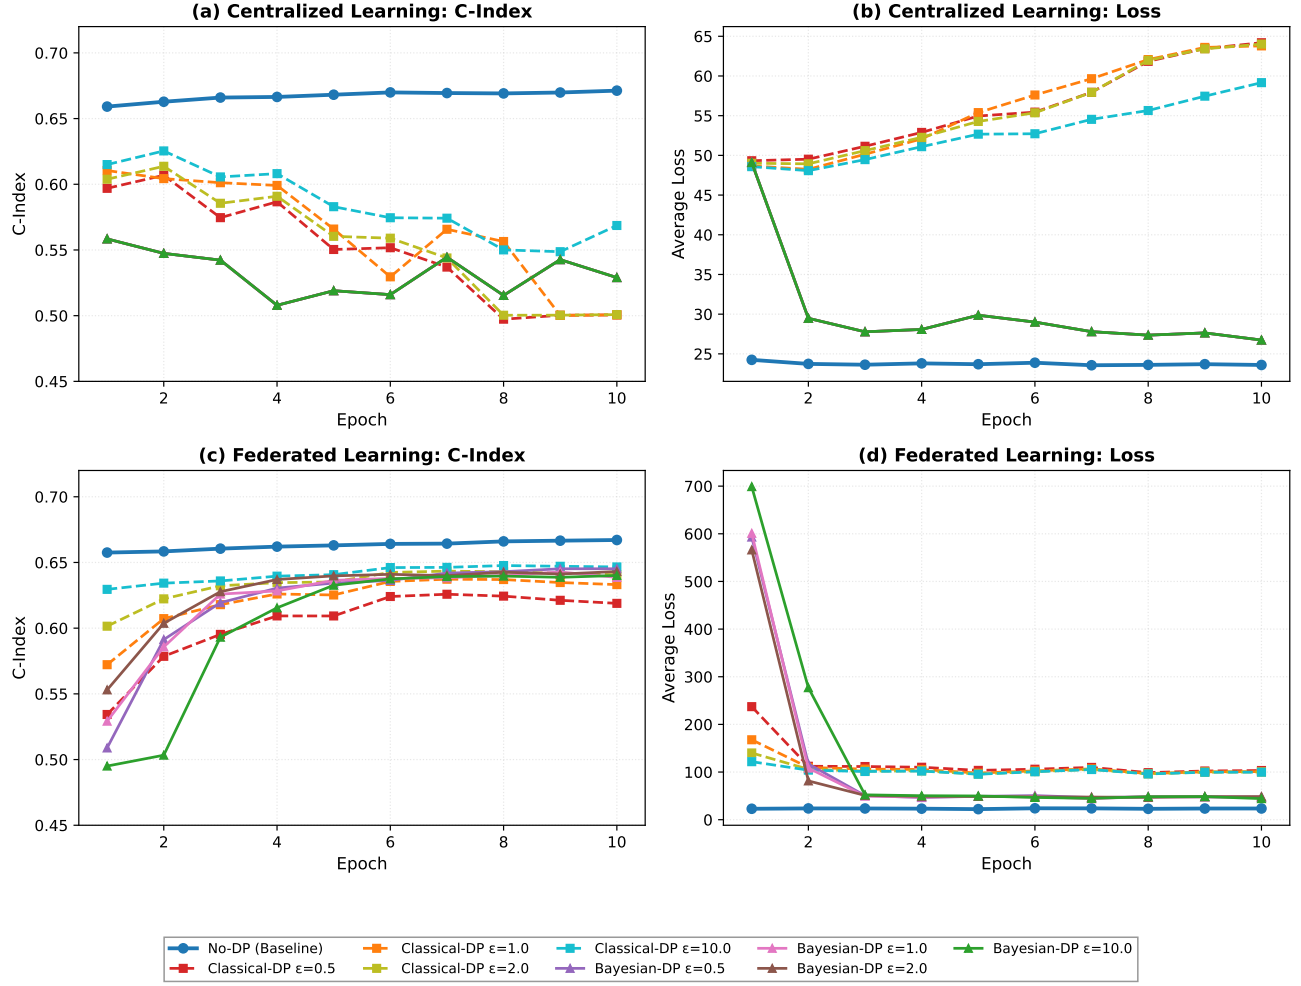 (a) Centralized Learning: C-Index
0.70
0.65
0.60
0.55
0.50
0.45
C-Index
2 4 6 8 10
Epoch
(b) Centralized Learning: Loss
65
60
55
50
45
40
35
30
25
Average Loss
2 4 6 8 10
Epoch
(c) Federated Learning: C-Index
0.70
0.65
0.60
0.55
0.50
0.45
C-Index
2 4 6 8 10
Epoch
(d) Federated Learning: Loss
700
600
500
400
300
200
100
0
Average Loss
2 4 6 8 10
Epoch
No-DP (Baseline) Classical-DP ε=1.0 Classical-DP ε=10.0 Bayesian-DP ε=1.0 Bayesian-DP ε=10.0
Classical-DP ε=0.5 Classical-DP ε=2.0 Bayesian-DP ε=0.5 Bayesian-DP ε=2.0